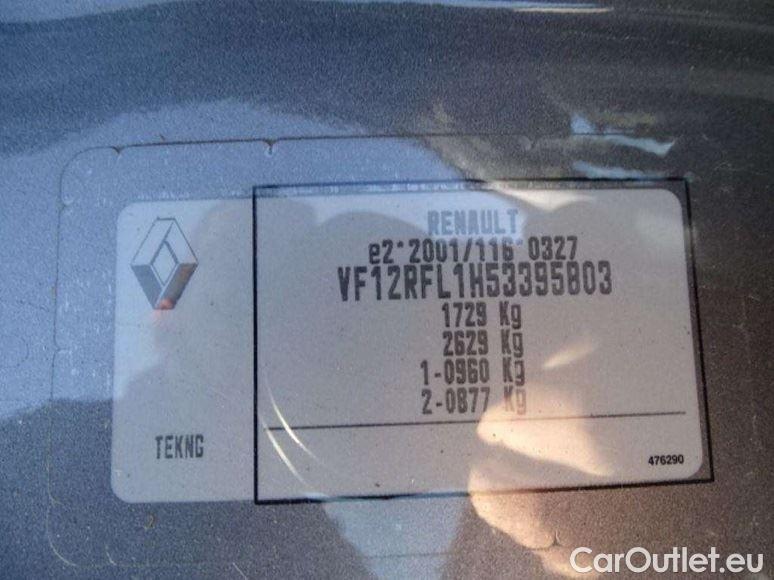 RENAULT
e2*2001/116*0327
VF12RFL1H53395803
1729 Kg
2629 Kg
1-0960 Kg
2-0877 Kg
TEKNG
476290
CarOutlet.eu